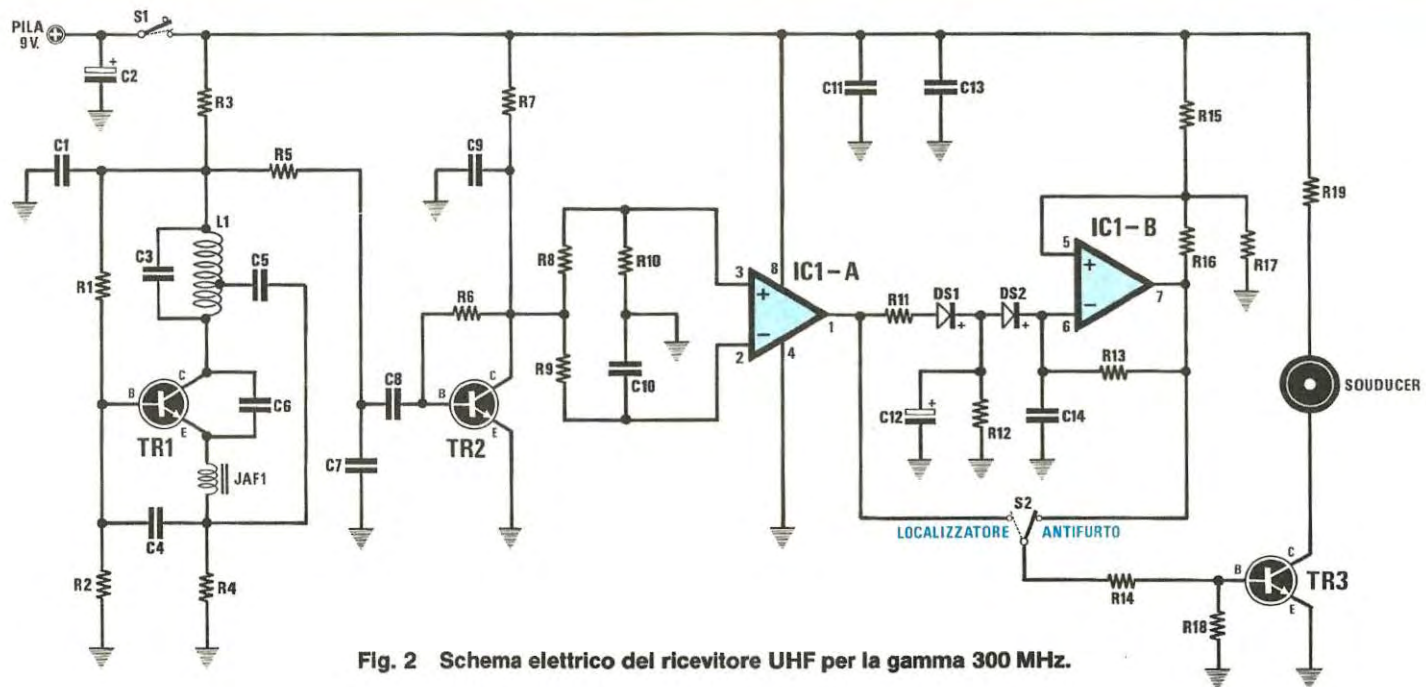 PILA
9V.
S1
+
C2
R3
R7
C11
C13
R15
C1
R5
C9
R19
L1
C3
C5
R1
R8
R10
3
+
8
IC1-A
5
+
IC1-B
R16
R17
R6
1
R11
DS1
+
DS2
+
6
−
7
B
C
E
C6
C8
R9
C10
2
−
4
R13
SOUDUCER
TR1
B
C
E
TR2
C7
+
C12
R12
C14
JAF1
S2
LOCALIZZATORE
ANTIFURTO
C4
R2
R4
R14
B
C
E
TR3
R18
Fig. 2 Schema elettrico del ricevitore UHF per la gamma 300 MHz.